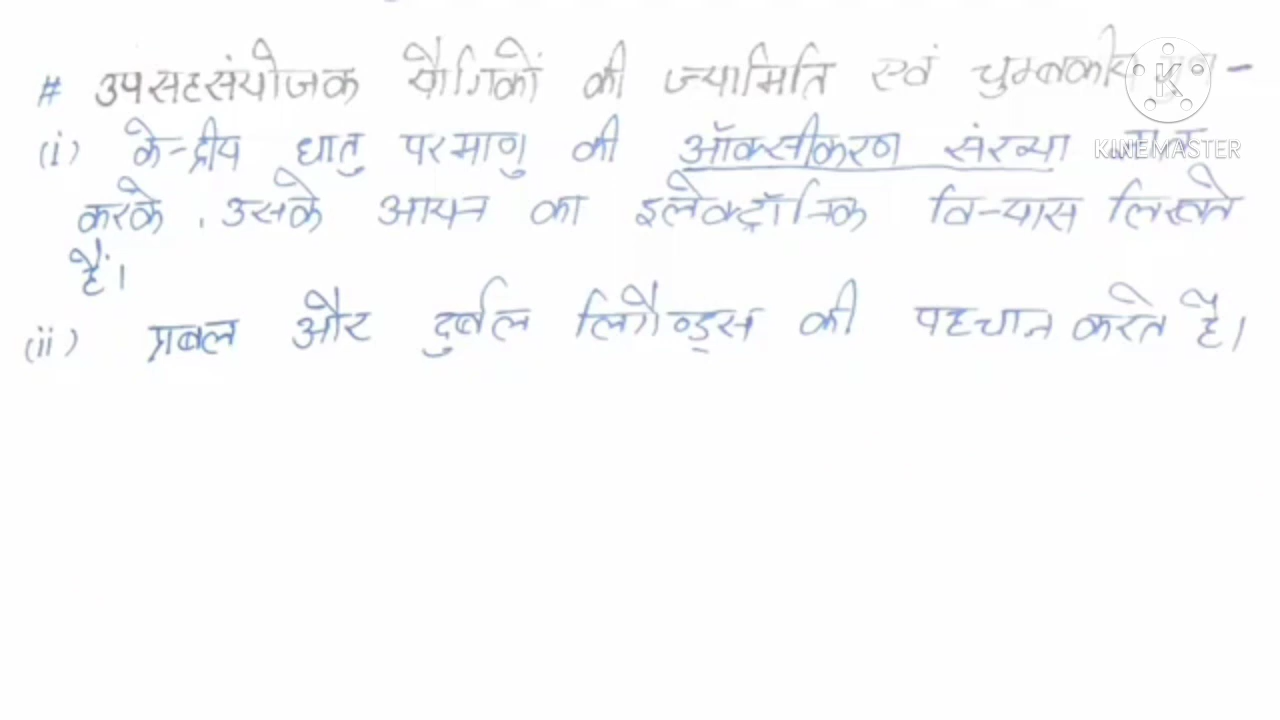 # उपसहसंयोजक यौगिकों की ज्यामिति एवं चुम्बकीय गुण -
(i) केन्द्रीय धातु परमाणु की ऑक्सीकरण संख्या
करके, उसके आयन का इलेक्ट्रॉनिक विन्यास लिखते
हैं।
(ii) प्रबल और दुर्बल लिगैण्ड्स की पहचान करते है।
KINEMASTER